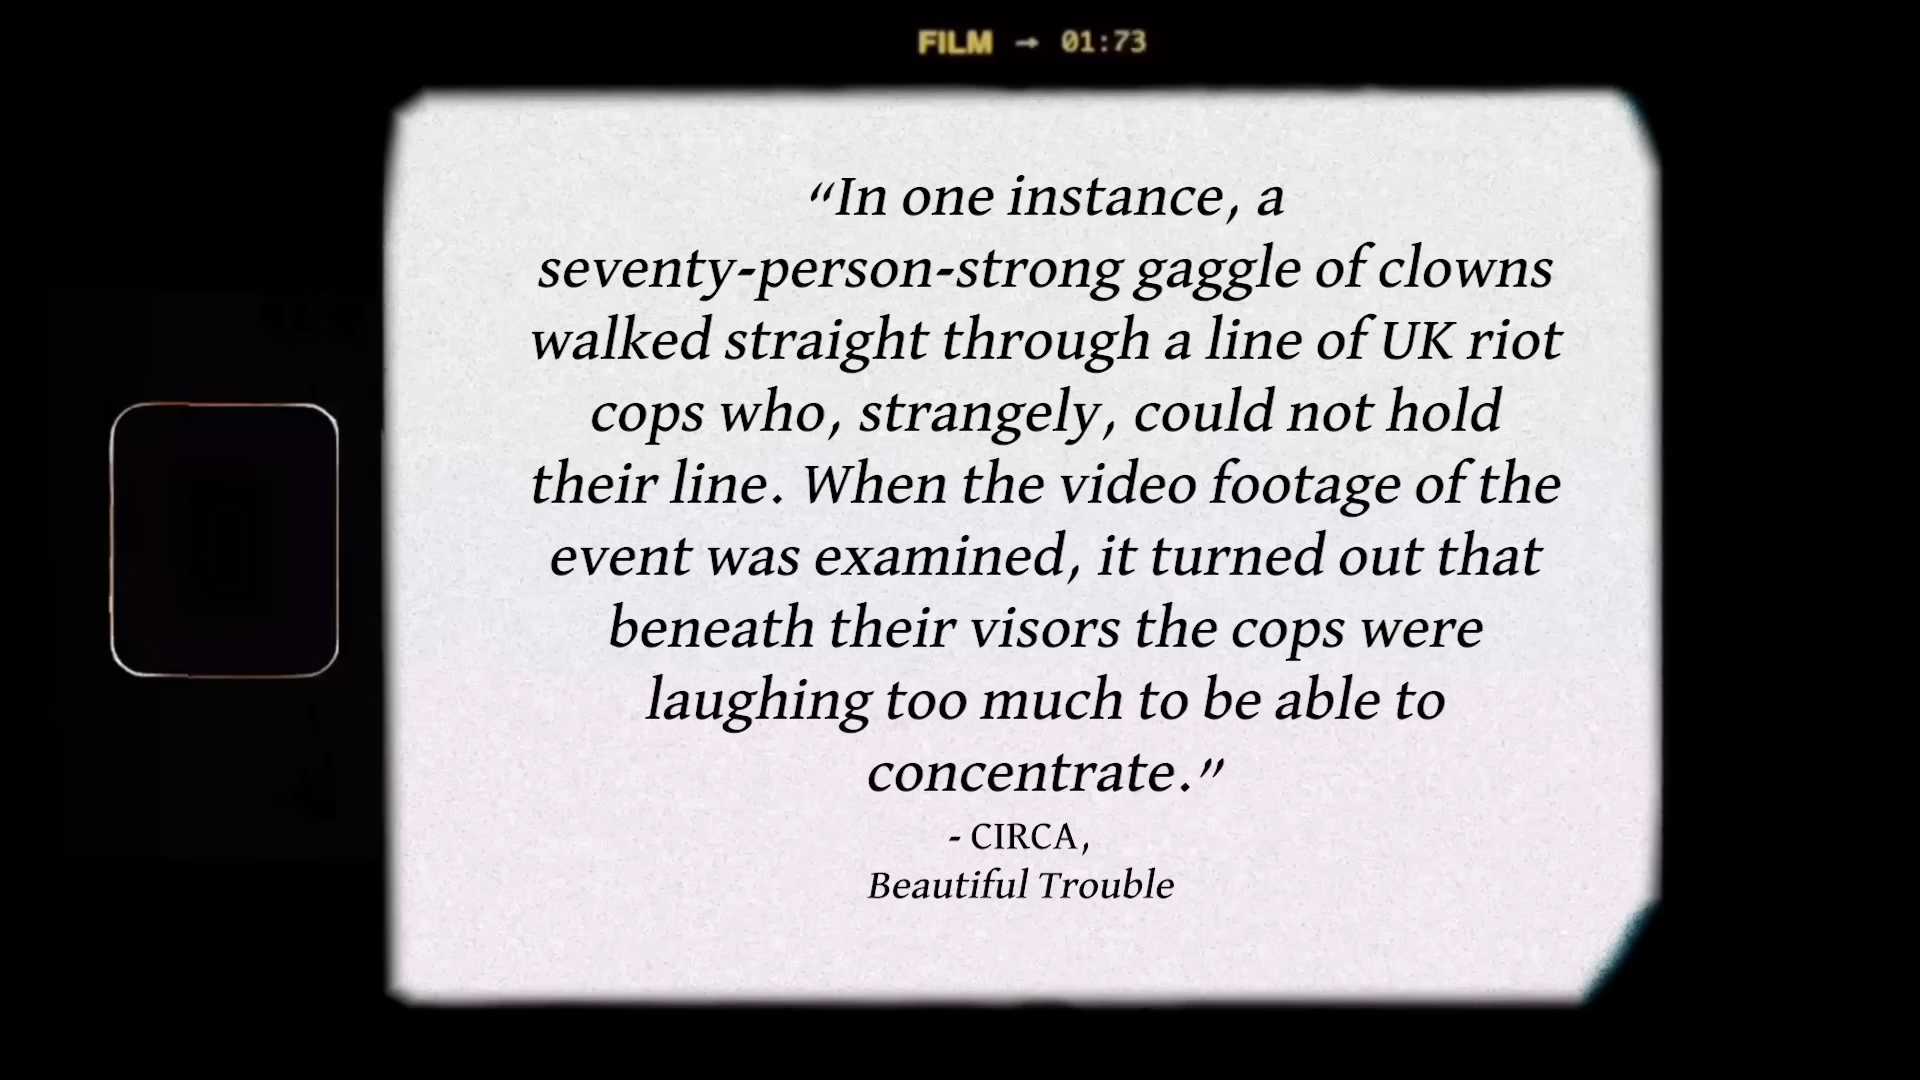 FILM → 01:73
“In one instance, a
seventy-person-strong gaggle of clowns
walked straight through a line of UK riot
cops who, strangely, could not hold
their line. When the video footage of the
event was examined, it turned out that
beneath their visors the cops were
laughing too much to be able to
concentrate.”
- CIRCA,
Beautiful Trouble